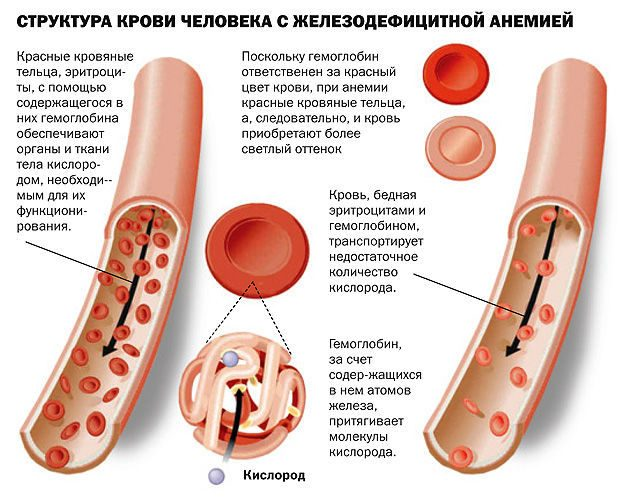 СТРУКТУРА КРОВИ ЧЕЛОВЕКА С ЖЕЛЕЗОДЕФИЦИТНОЙ АНЕМИЕЙ
Красные кровяные
тельца, эритроци-
ты, с помощью
содержащегося в
них гемоглобина
обеспечивают
органы и ткани
тела кислоро-
дом, необходи-
мым для их
функциони-
рования.
Поскольку гемоглобин
ответственен за красный
цвет крови, при анемии
красные кровяные тельца,
а, следовательно, и кровь
приобретают более
светлый оттенок
Кровь, бедная
эритроцитами и
гемоглобином,
транспортирует
недостаточное
количество
кислорода.
Гемоглобин,
за счет
содер-жащихся
в нем атомов
железа,
притягивает
молекулы
кислорода.
Кислород